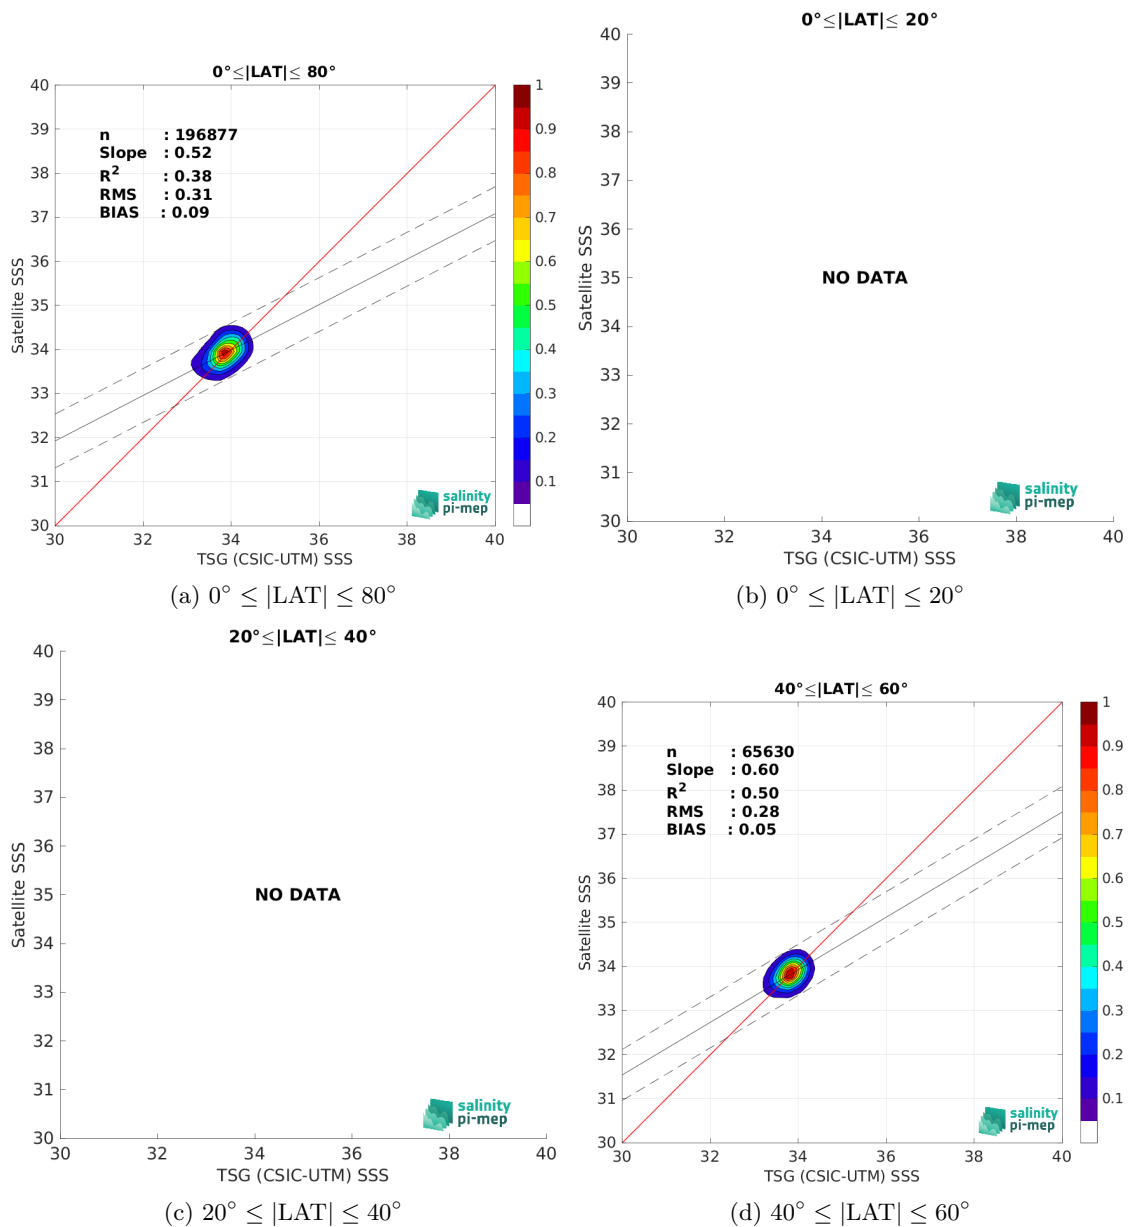 0°≤|LAT|≤ 80°
40
39
38
37
36
35
34
33
32
31
30
Satellite SSS
n : 196877
Slope : 0.52
R² : 0.38
RMS : 0.31
BIAS : 0.09
1
0.9
0.8
0.7
0.6
0.5
0.4
0.3
0.2
0.1
salinity
pi-mep
30 32 34 36 38 40
TSG (CSIC-UTM) SSS
(a) 0° ≤ |LAT| ≤ 80°
0°≤|LAT|≤ 20°
40
39
38
37
36
35
34
33
32
31
30
Satellite SSS
NO DATA
salinity
pi-mep
30 32 34 36 38 40
TSG (CSIC-UTM) SSS
(b) 0° ≤ |LAT| ≤ 20°
20°≤|LAT|≤ 40°
40
39
38
37
36
35
34
33
32
31
30
Satellite SSS
NO DATA
salinity
pi-mep
30 32 34 36 38 40
TSG (CSIC-UTM) SSS
(c) 20° ≤ |LAT| ≤ 40°
40°≤|LAT|≤ 60°
40
39
38
37
36
35
34
33
32
31
30
Satellite SSS
n : 65630
Slope : 0.60
R² : 0.50
RMS : 0.28
BIAS : 0.05
1
0.9
0.8
0.7
0.6
0.5
0.4
0.3
0.2
0.1
salinity
pi-mep
30 32 34 36 38 40
TSG (CSIC-UTM) SSS
(d) 40° ≤ |LAT| ≤ 60°